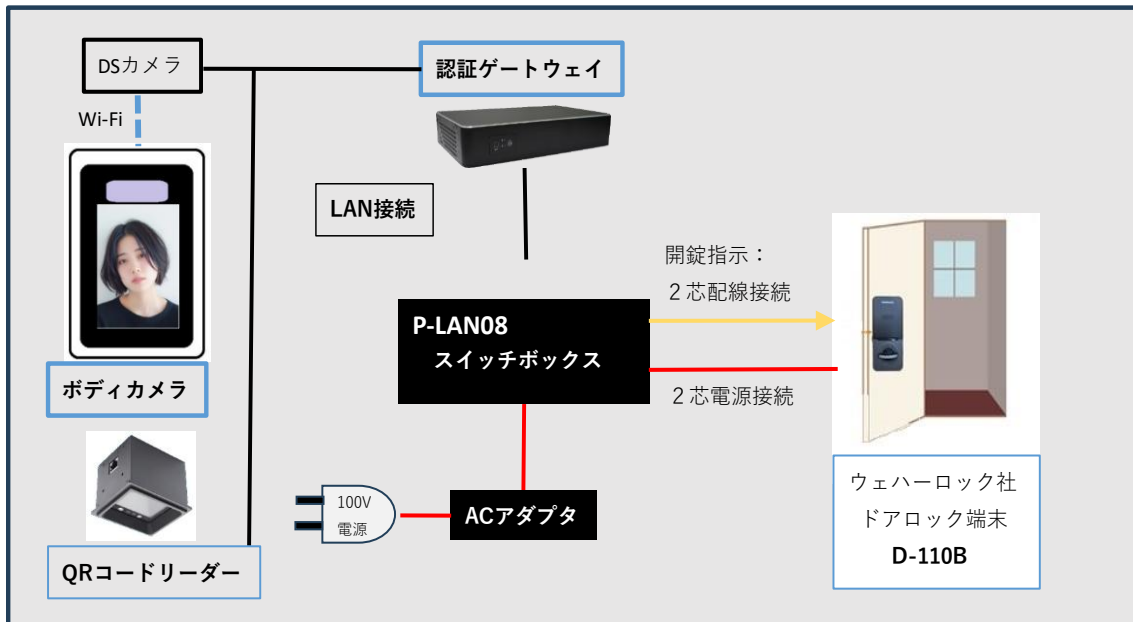 DSカメラ
認証ゲートウェイ
Wi-Fi
LAN接続
開錠指示：
２芯配線接続
P-LAN08
スイッチボックス
２芯電源接続
ボディカメラ
ウェハーロック社
ドアロック端末
D-110B
100V
電源
ACアダプタ
QRコードリーダー